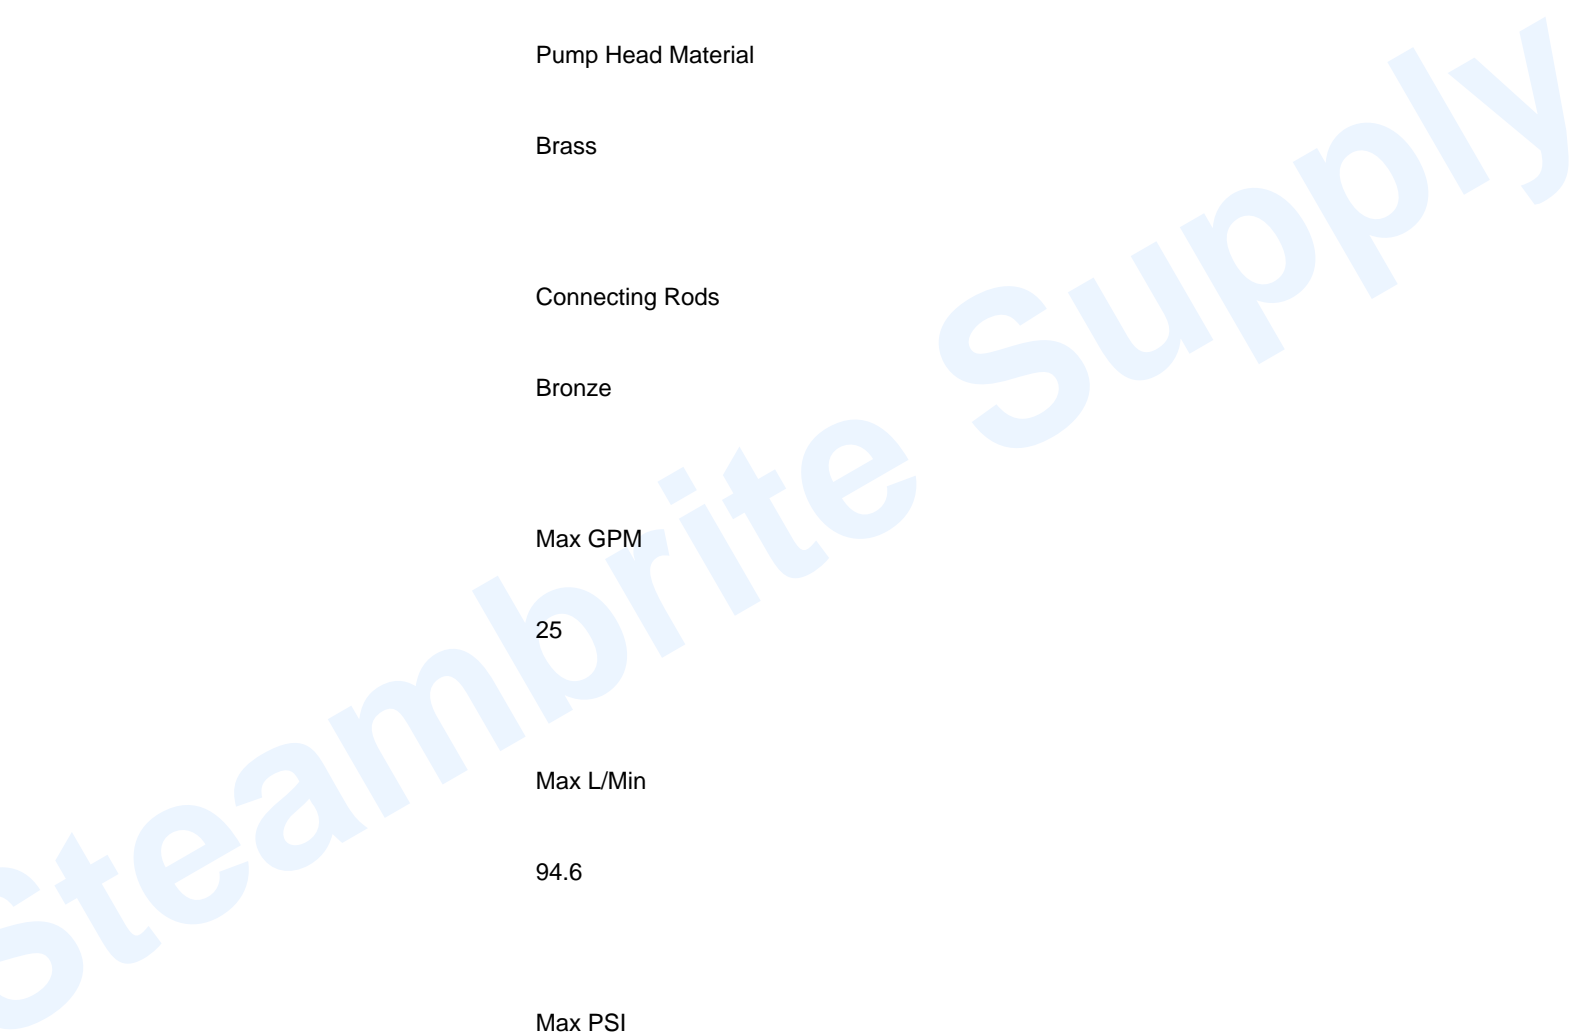 Pump Head Material
Brass
Connecting Rods
Bronze
Max GPM
25
Max L/Min
94.6
Max PSI
Steambrite Supply